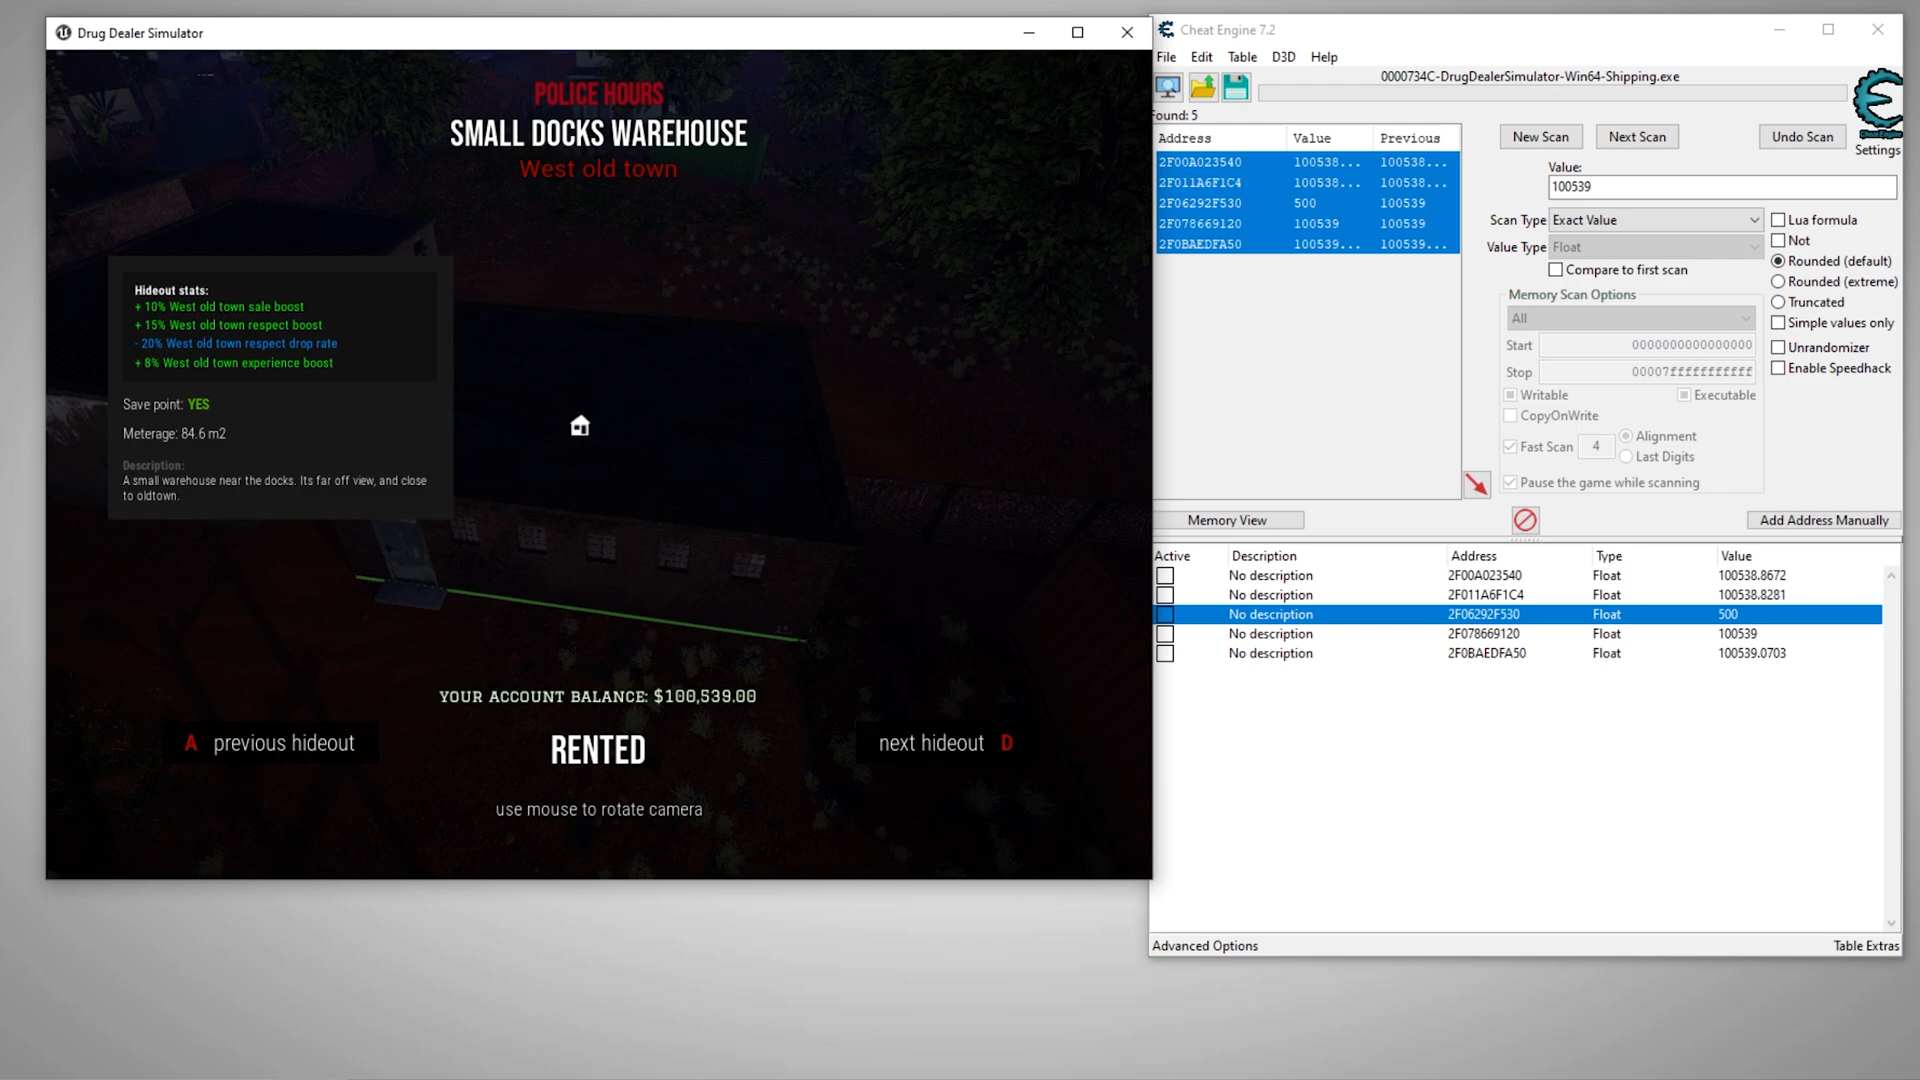 Drug Dealer Simulator
POLICE HOURS
SMALL DOCKS WAREHOUSE
West old town
Hideout stats:
+ 10% West old town sale boost
+ 15% West old town respect boost
- 20% West old town respect drop rate
+ 8% West old town experience boost
Save point: YES
Meterage: 84.6 m2
Description:
A small warehouse near the docks. Its far off view, and close
to oldtown.
YOUR ACCOUNT BALANCE: $100,539.00
A previous hideout
RENTED
next hideout D
use mouse to rotate camera
Cheat Engine 7.2
File Edit Table D3D Help
0000734C-DrugDealerSimulator-Win64-Shipping.exe
Found: 5
Address Value Previous
2F00A023540 100538... 100538...
2F011A6F1C4 100538... 100538...
2F06292F530 500 100539
2F078669120 100539 100539
2F0BAEDFA50 100539... 100539...
New Scan Next Scan Undo Scan
Settings
Value:
100539
Scan Type Exact Value
Value Type Float
Compare to first scan
Lua formula
Not
Rounded (default)
Rounded (extreme)
Truncated
Simple values only
Unrandomizer
Enable Speedhack
Memory Scan Options
All
Start 0000000000000000
Stop 00007fffffffffff
Writable Executable
CopyOnWrite
Fast Scan 4 Alignment
Last Digits
Pause the game while scanning
Memory View Add Address Manually
Active Description Address Type Value
No description 2F00A023540 Float 100538.8672
No description 2F011A6F1C4 Float 100538.8281
No description 2F06292F530 Float 500
No description 2F078669120 Float 100539
No description 2F0BAEDFA50 Float 100539.0703
Advanced Options Table Extras